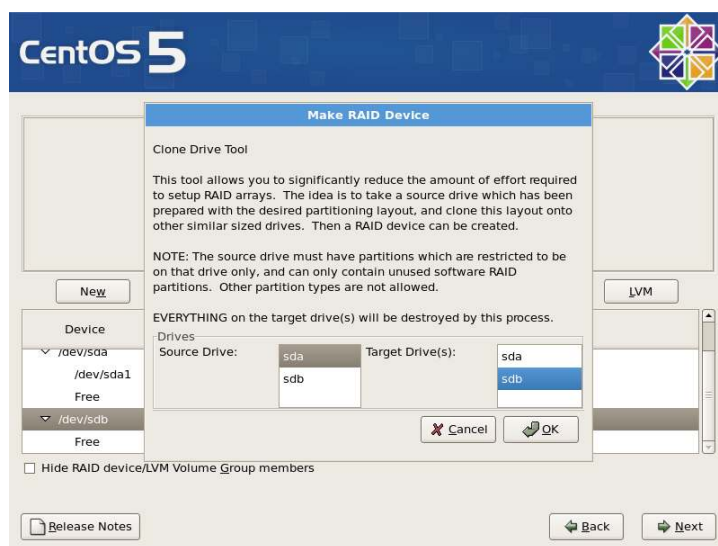 CentOS 5
Make RAID Device
Clone Drive Tool
This tool allows you to significantly reduce the amount of effort required
to setup RAID arrays.  The idea is to take a source drive which has been
prepared with the desired partitioning layout, and clone this layout onto
other similar sized drives.  Then a RAID device can be created.
NOTE: The source drive must have partitions which are restricted to be
on that drive only, and can only contain unused software RAID
partitions.  Other partition types are not allowed.
EVERYTHING on the target drive(s) will be destroyed by this process.
Drives
Source Drive:
sda
sdb
Target Drive(s):
sda
sdb
Cancel
OK
New
LVM
Device
/dev/sda
/dev/sda1
Free
/dev/sdb
Free
Hide RAID device/LVM Volume Group members
Release Notes
Back
Next